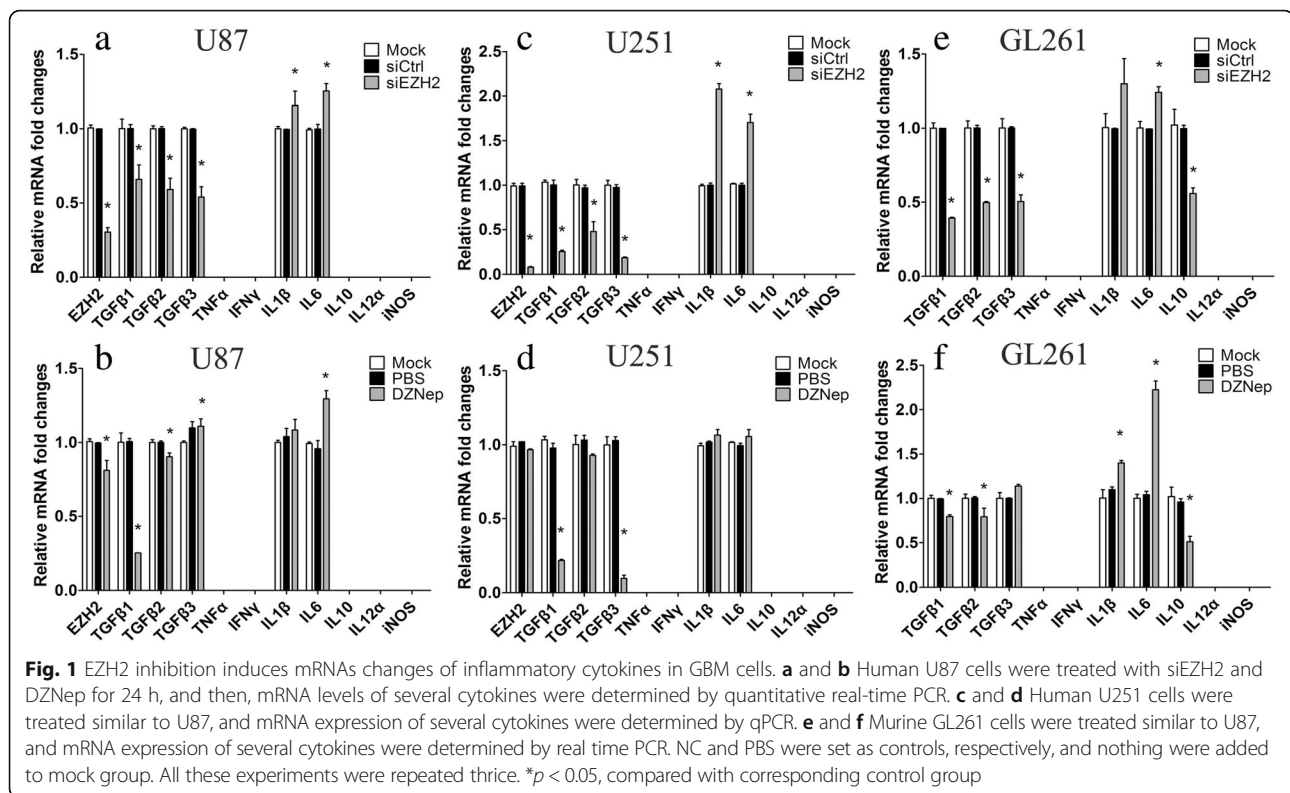 a U87
Mock
siCtrl
siEZH2
Relative mRNA fold changes
1.5
1.0
0.5
0.0
* * * * * *
EZH2 TGFβ1 TGFβ2 TGFβ3 TNFα IFNγ IL1β IL6 IL10 IL12α iNOS
c U251
Mock
siCtrl
siEZH2
Relative mRNA fold changes
2.5
2.0
1.5
1.0
0.5
0.0
* * * * * *
EZH2 TGFβ1 TGFβ2 TGFβ3 TNFα IFNγ IL1β IL6 IL10 IL12α iNOS
e GL261
Mock
siCtrl
siEZH2
Relative mRNA fold changes
1.5
1.0
0.5
0.0
* * * * *
TGFβ1 TGFβ2 TGFβ3 TNFα IFNγ IL1β IL6 IL10 IL12α iNOS
b U87
Mock
PBS
DZNep
Relative mRNA fold changes
1.5
1.0
0.5
0.0
* * * * *
EZH2 TGFβ1 TGFβ2 TGFβ3 TNFα IFNγ IL1β IL6 IL10 IL12α iNOS
d U251
Mock
PBS
DZNep
Relative mRNA fold changes
1.5
1.0
0.5
0.0
* *
EZH2 TGFβ1 TGFβ2 TGFβ3 TNFα IFNγ IL1β IL6 IL10 IL12α iNOS
f GL261
Mock
PBS
DZNep
Relative mRNA fold changes
2.5
2.0
1.5
1.0
0.5
0.0
* * * * *
TGFβ1 TGFβ2 TGFβ3 TNFα IFNγ IL1β IL6 IL10 IL12α iNOS
Fig. 1 EZH2 inhibition induces mRNAs changes of inflammatory cytokines in GBM cells. a and b Human U87 cells were treated with siEZH2 and
DZNep for 24 h, and then, mRNA levels of several cytokines were determined by quantitative real-time PCR. c and d Human U251 cells were
treated similar to U87, and mRNA expression of several cytokines were determined by qPCR. e and f Murine GL261 cells were treated similar to U87,
and mRNA expression of several cytokines were determined by real time PCR. NC and PBS were set as controls, respectively, and nothing were added
to mock group. All these experiments were repeated thrice. *p < 0.05, compared with corresponding control group